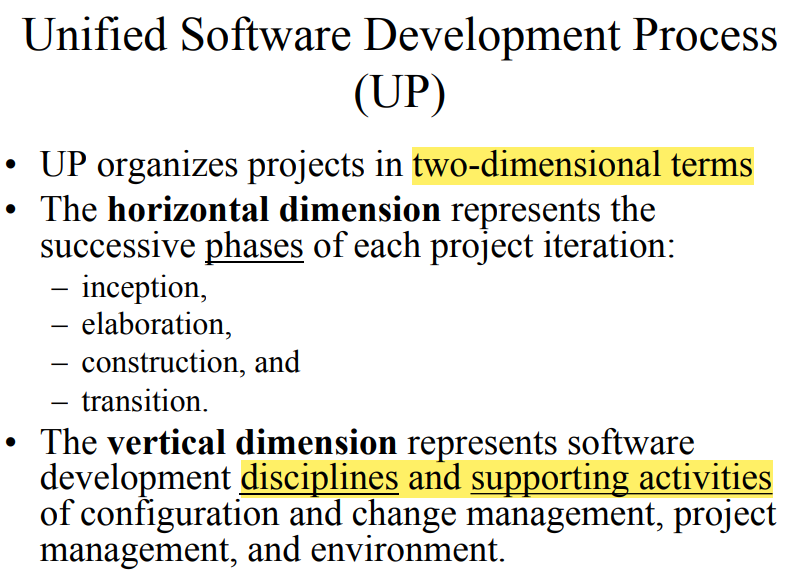 Unified Software Development Process
(UP)
• UP organizes projects in two-dimensional terms
• The horizontal dimension represents the
successive phases of each project iteration:
– inception,
– elaboration,
– construction, and
– transition.
• The vertical dimension represents software
development disciplines and supporting activities
of configuration and change management, project
management, and environment.